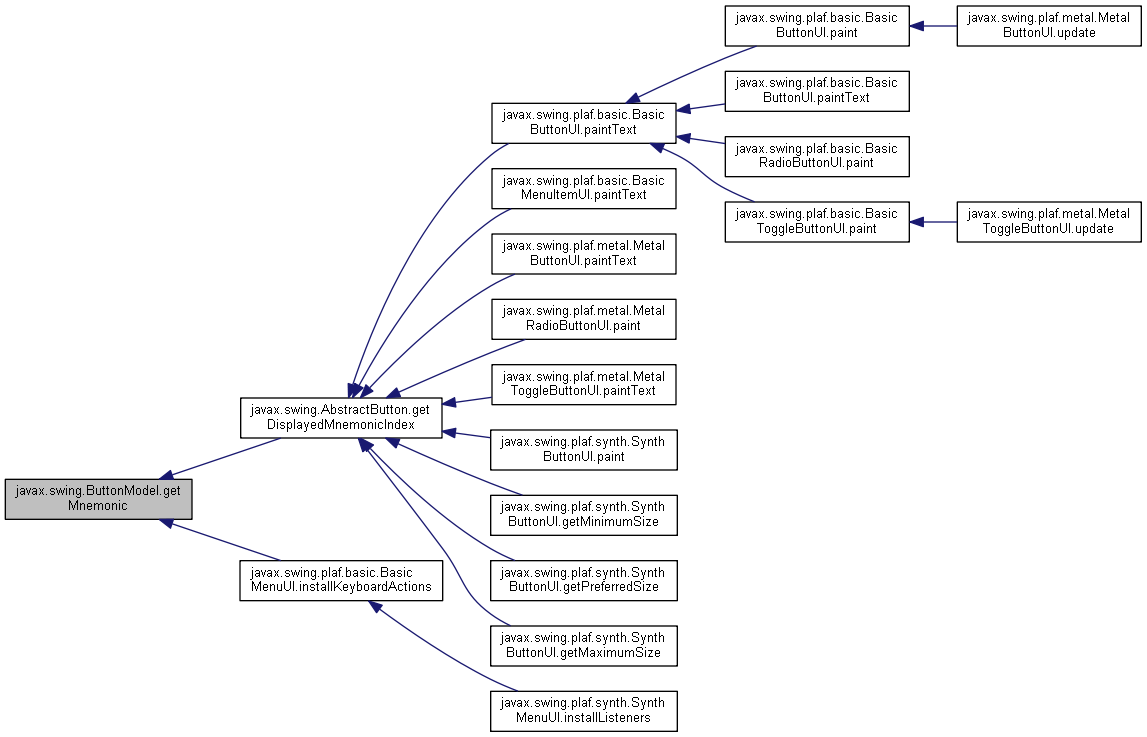 javax.swing.ButtonModel.get
Mnemonic
javax.swing.AbstractButton.get
DisplayedMnemonicIndex
javax.swing.plaf.basic.Basic
MenuUI.installKeyboardActions
javax.swing.plaf.basic.Basic
ButtonUI.paintText
javax.swing.plaf.basic.Basic
MenuItemUI.paintText
javax.swing.plaf.metal.Metal
ButtonUI.paintText
javax.swing.plaf.metal.Metal
RadioButtonUI.paint
javax.swing.plaf.metal.Metal
ToggleButtonUI.paintText
javax.swing.plaf.synth.Synth
ButtonUI.paint
javax.swing.plaf.synth.Synth
ButtonUI.getMinimumSize
javax.swing.plaf.synth.Synth
ButtonUI.getPreferredSize
javax.swing.plaf.synth.Synth
ButtonUI.getMaximumSize
javax.swing.plaf.synth.Synth
MenuUI.installListeners
javax.swing.plaf.basic.Basic
ButtonUI.paint
javax.swing.plaf.basic.Basic
ButtonUI.paintText
javax.swing.plaf.basic.Basic
RadioButtonUI.paint
javax.swing.plaf.basic.Basic
ToggleButtonUI.paint
javax.swing.plaf.metal.Metal
ButtonUI.update
javax.swing.plaf.metal.Metal
ToggleButtonUI.update